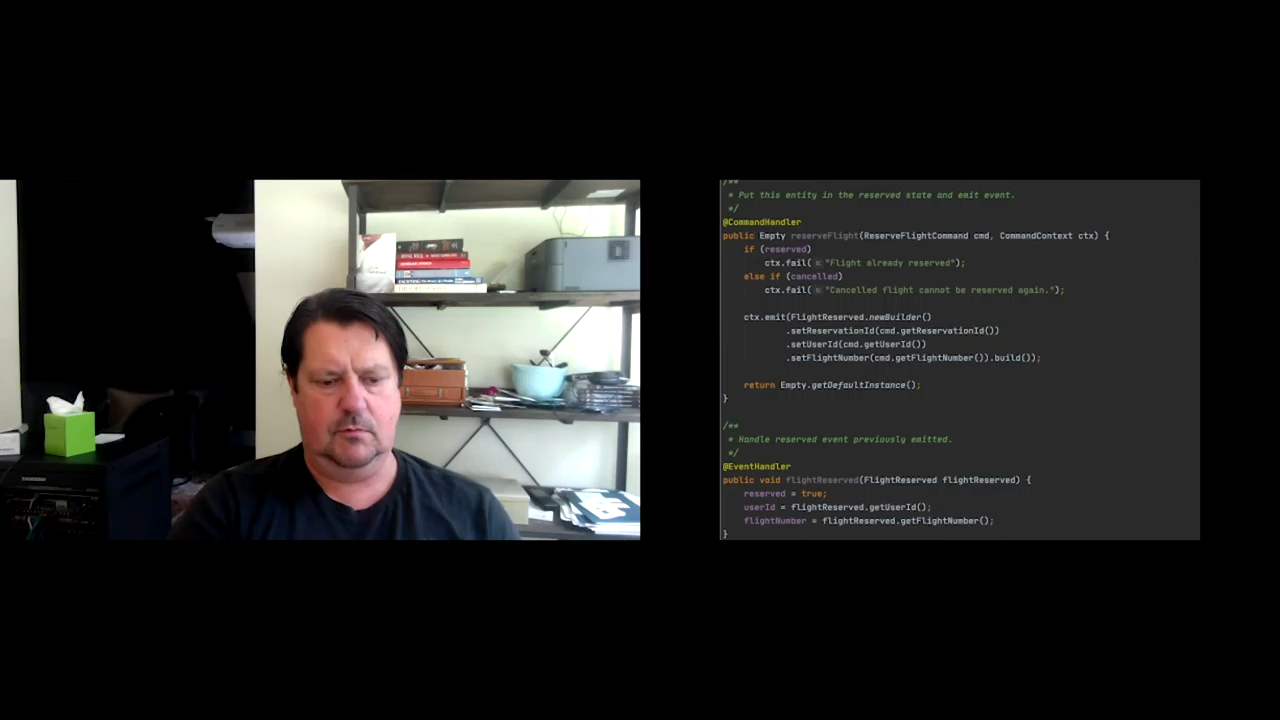 /**
* Put this entity in the reserved state and emit event.
*/
@CommandHandler
public Empty reserveFlight(ReserveFlightCommand cmd, CommandContext ctx) {
if (reserved)
ctx.fail( s: "Flight already reserved");
else if (cancelled)
ctx.fail( s: "Cancelled flight cannot be reserved again.");
ctx.emit(FlightReserved.newBuilder()
.setReservationId(cmd.getReservationId())
.setUserId(cmd.getUserId())
.setFlightNumber(cmd.getFlightNumber()).build());
return Empty.getDefaultInstance();
}
/**
* Handle reserved event previously emitted.
*/
@EventHandler
public void flightReserved(FlightReserved flightReserved) {
reserved = true;
userId = flightReserved.getUserId();
flightNumber = flightReserved.getFlightNumber();
}